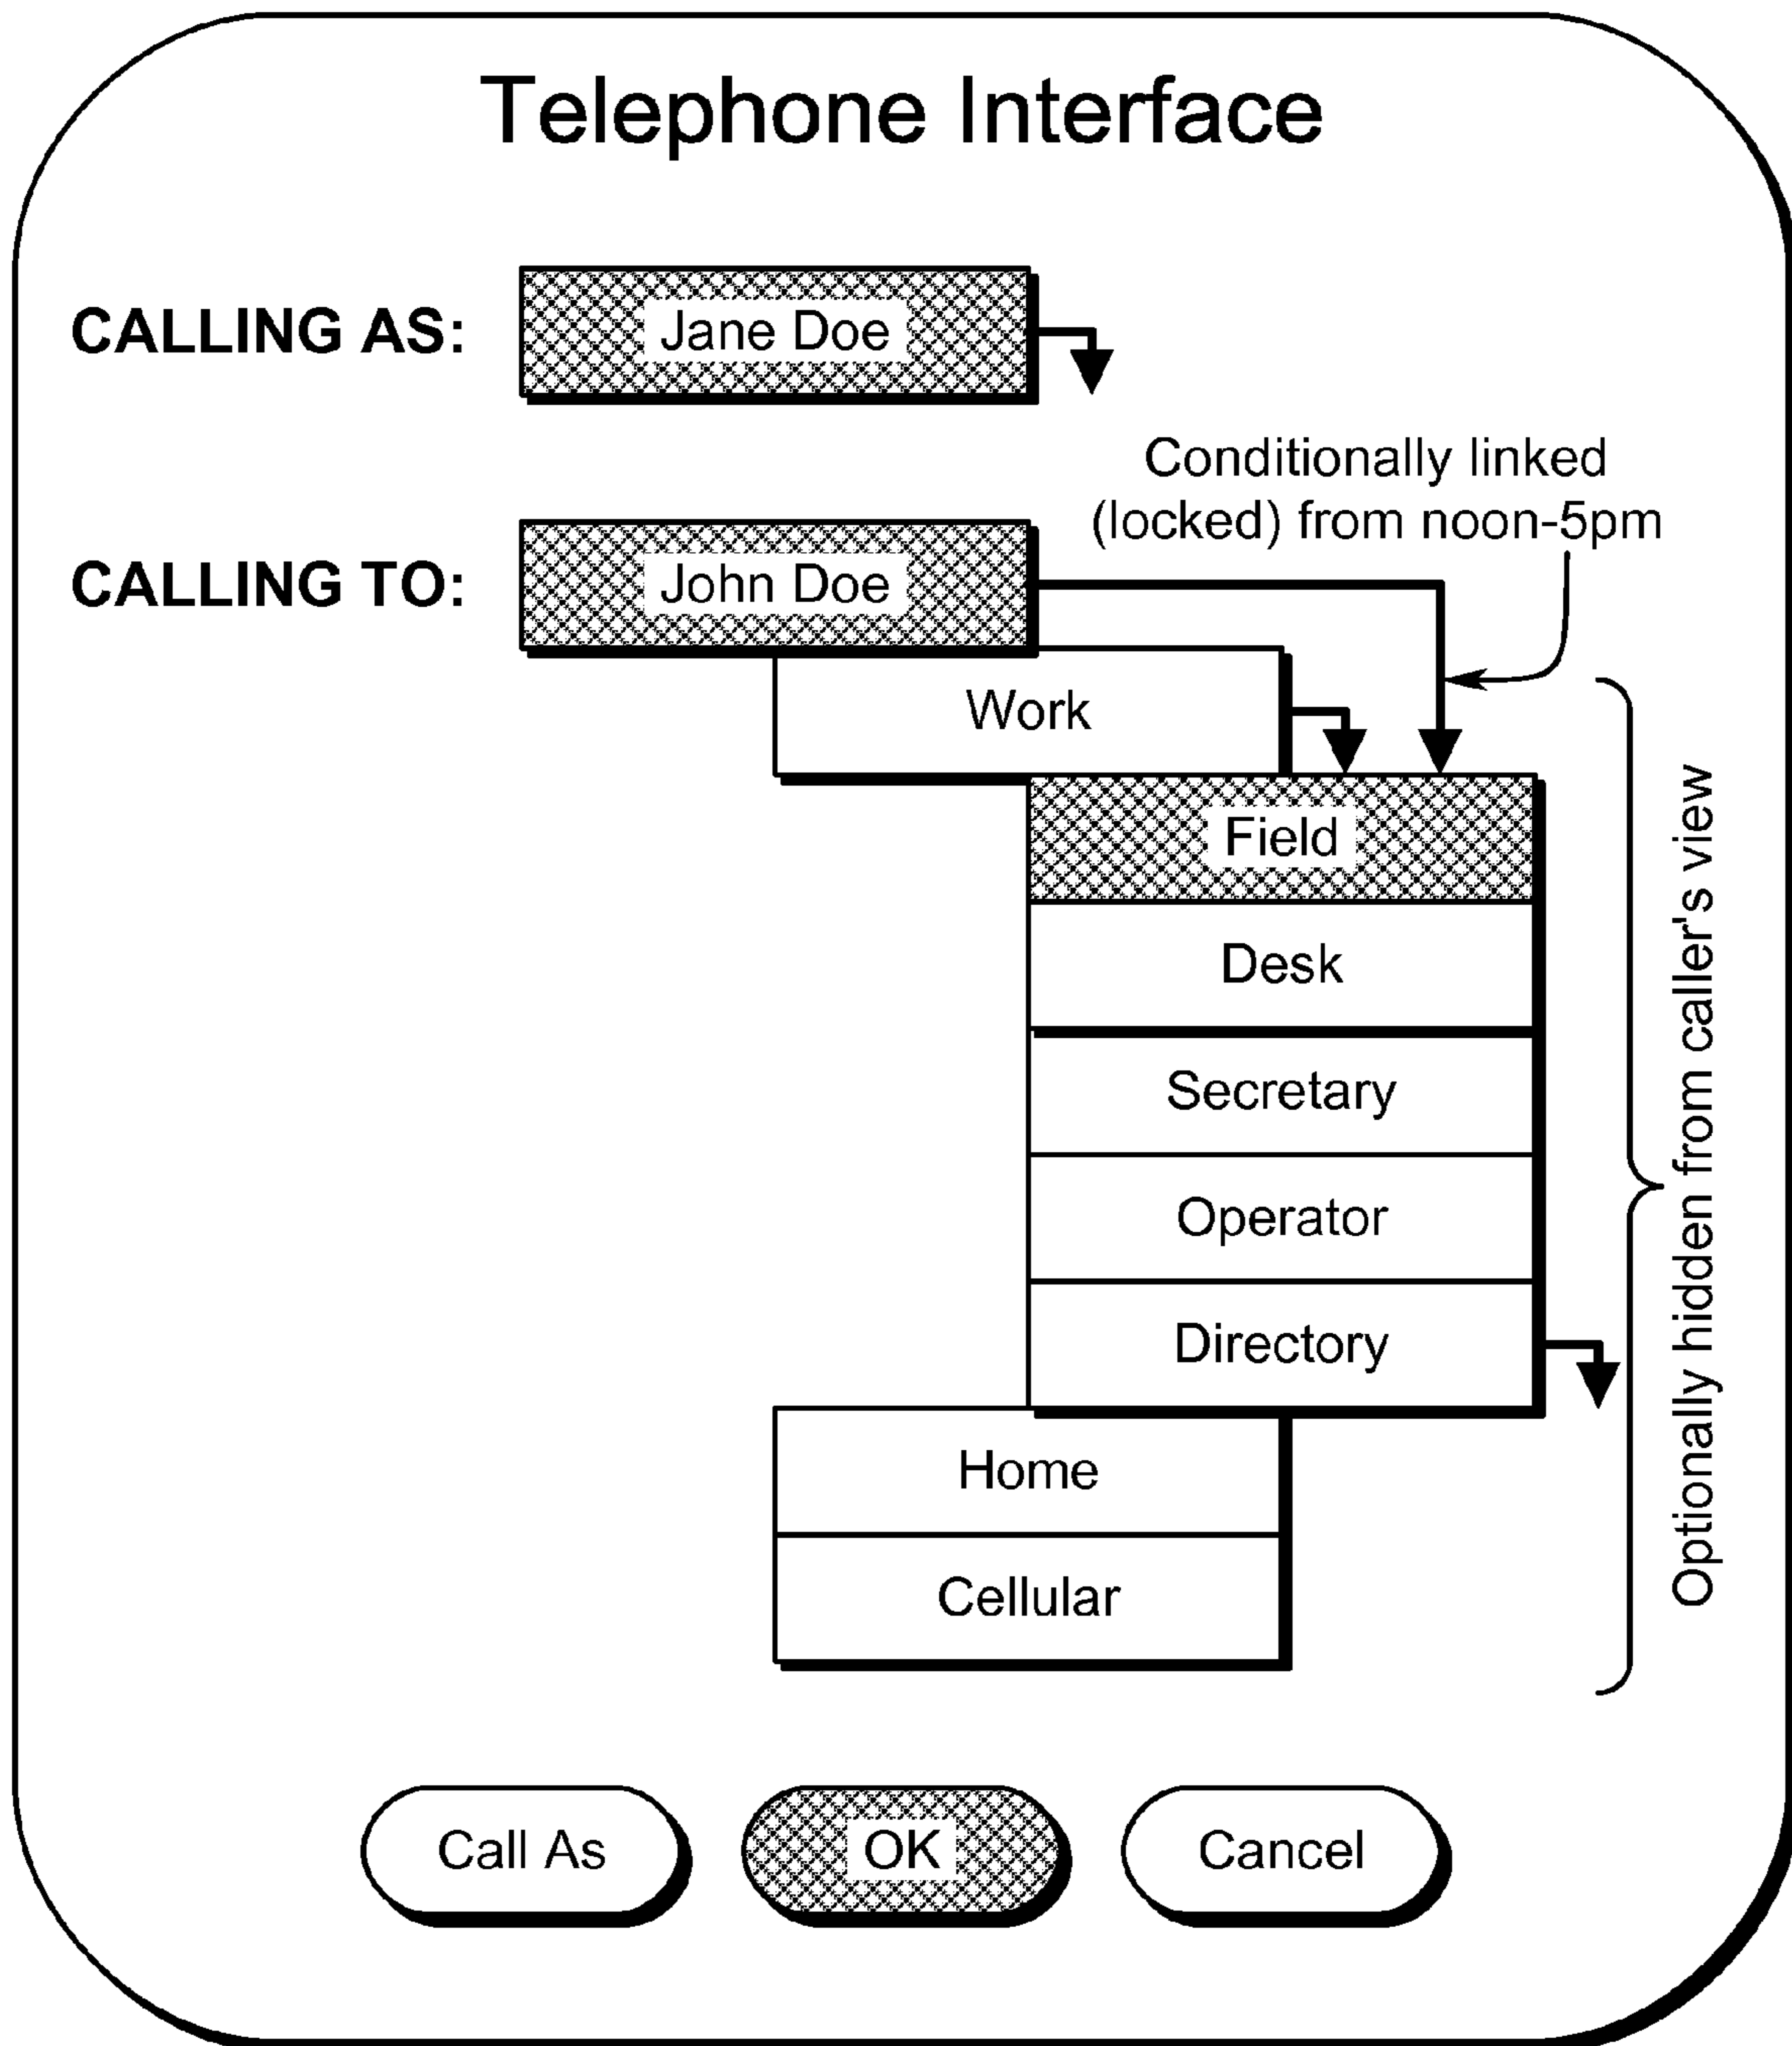 Telephone Interface
CALLING AS:
Jane Doe
Conditionally linked
(locked) from noon-5pm
CALLING TO:
John Doe
Work
Field
Desk
Secretary
Operator
Directory
Home
Cellular
Optionally hidden from caller's view
Call As
OK
Cancel